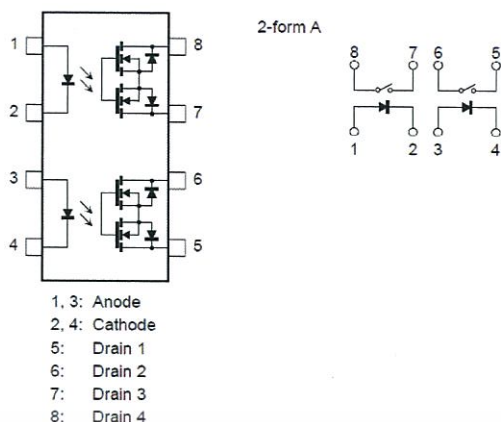 2-form A
1
8
2
7
3
6
4
5
8 7 6 5
1 2 3 4
1, 3: Anode
2, 4: Cathode
5: Drain 1
6: Drain 2
7: Drain 3
8: Drain 4